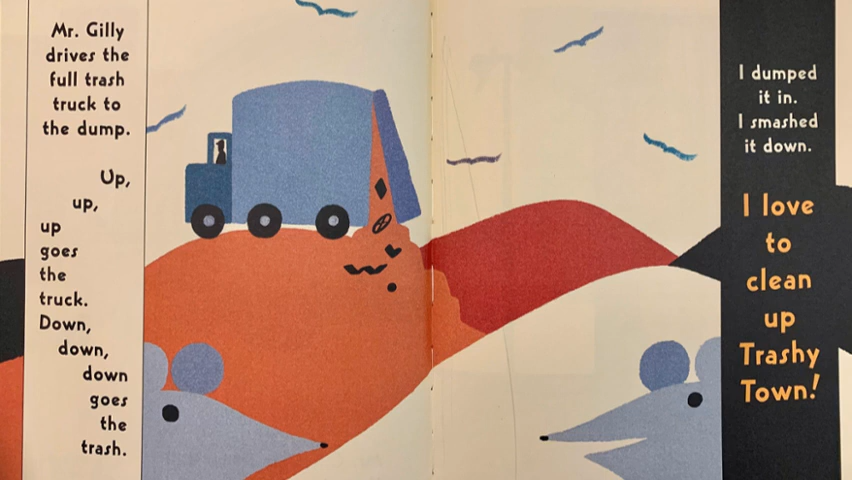 Mr. Gilly
drives the
full trash
truck to
the dump.
Up,
up,
up
goes
the
truck.
Down,
down,
down
goes
the
trash.
I dumped
it in.
I smashed
it down.
I love
to
clean
up
Trashy
Town!